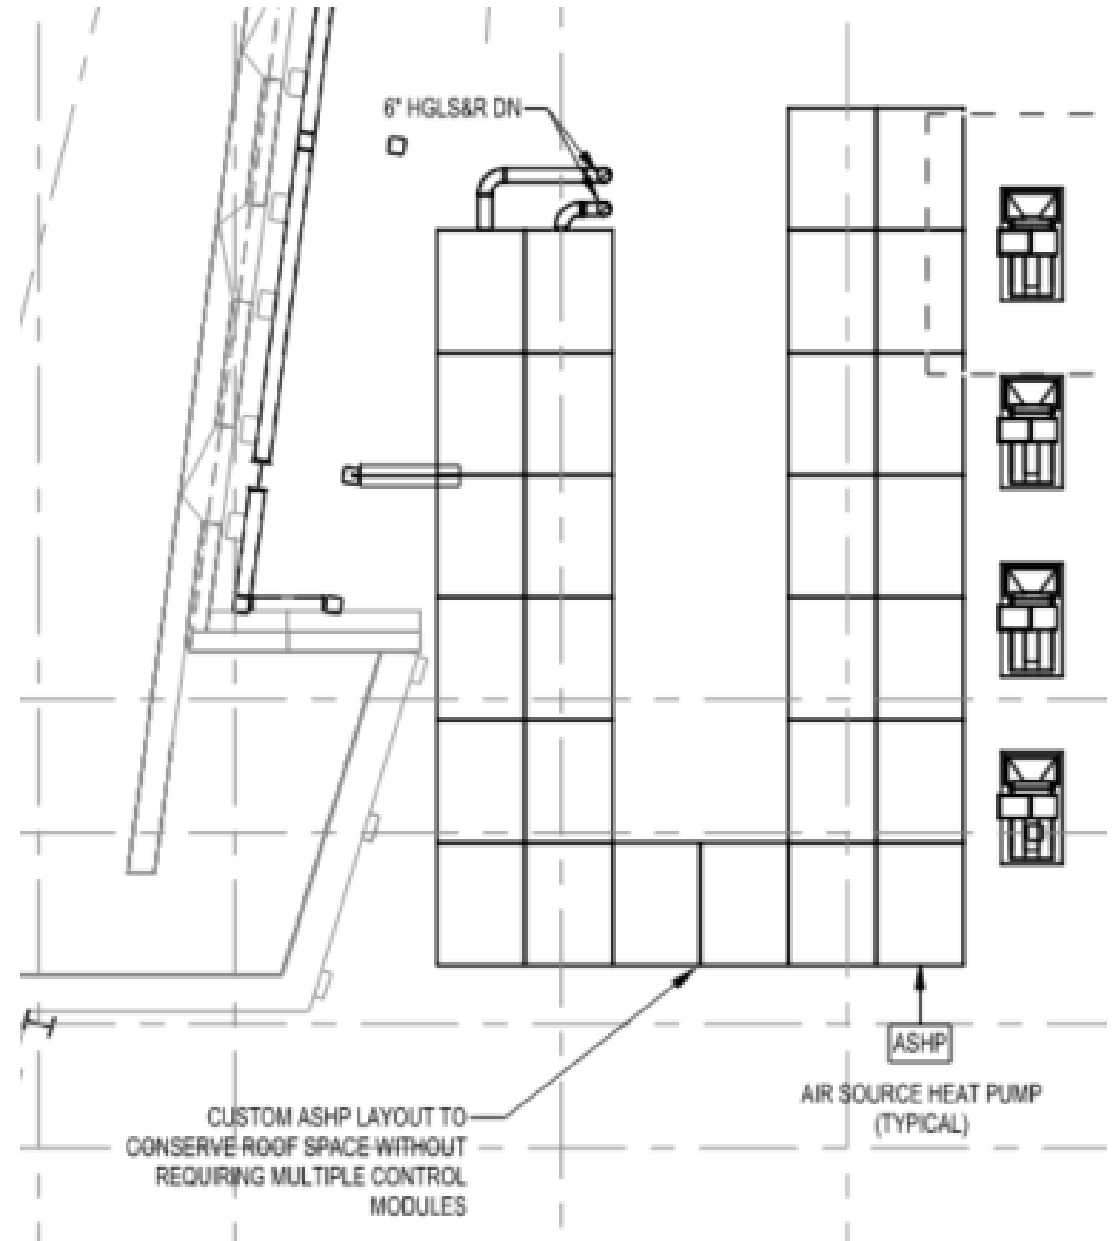 6" HGLS&R DN
ASHP
AIR SOURCE HEAT PUMP
(TYPICAL)
CUSTOM ASHP LAYOUT TO
CONSERVE ROOF SPACE WITHOUT
REQUIRING MULTIPLE CONTROL
MODULES